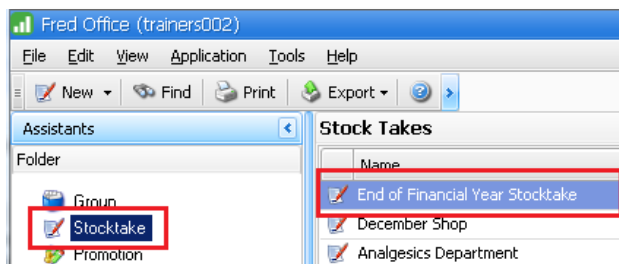 Fred Office (trainers002)
File Edit View Application Tools Help
New Find Print Export
Assistants
Folder
Group
Stocktake
Promotion
Stock Takes
Name
End of Financial Year Stocktake
December Shop
Analgesics Department